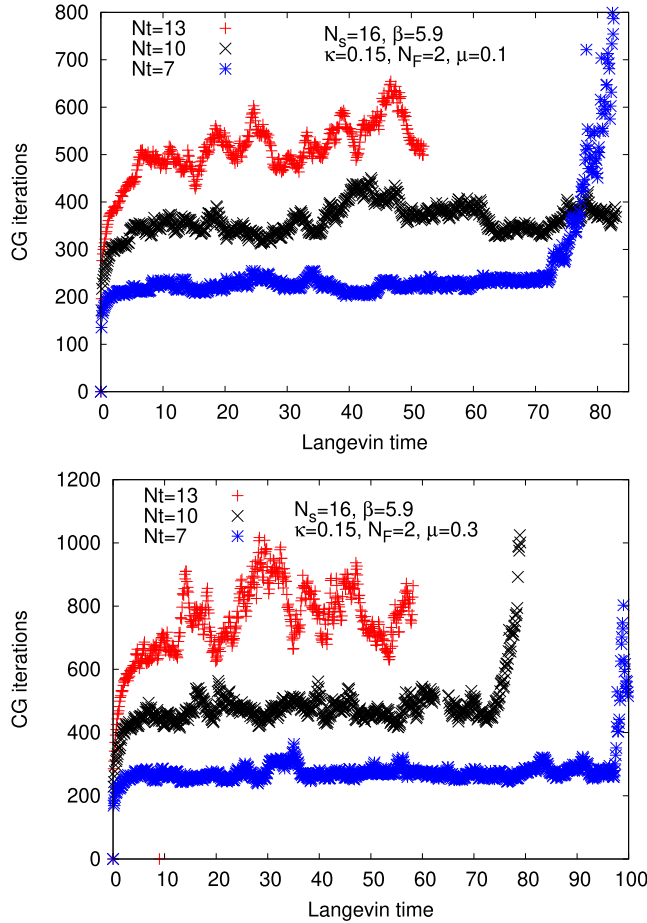 800
700
600
500
400
300
200
100
0
CG iterations
Nt=13
Nt=10
Nt=7
Nₛ=16, β=5.9
κ=0.15, N_F=2, μ=0.1
0 10 20 30 40 50 60 70 80
Langevin time
1200
1000
800
600
400
200
0
CG iterations
Nt=13
Nt=10
Nt=7
Nₛ=16, β=5.9
κ=0.15, N_F=2, μ=0.3
0 10 20 30 40 50 60 70 80 90 100
Langevin time